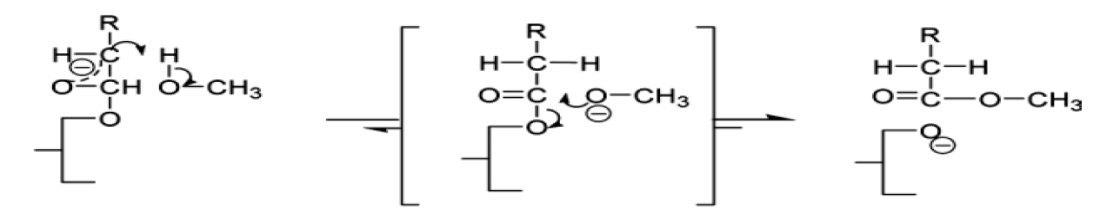 R
H–C
⊖
O–CH
O
H
O–CH₃
R
H–C–H
O=C
O
O–CH₃
⊖
R
H–C–H
O=C–O–CH₃
O
⊖